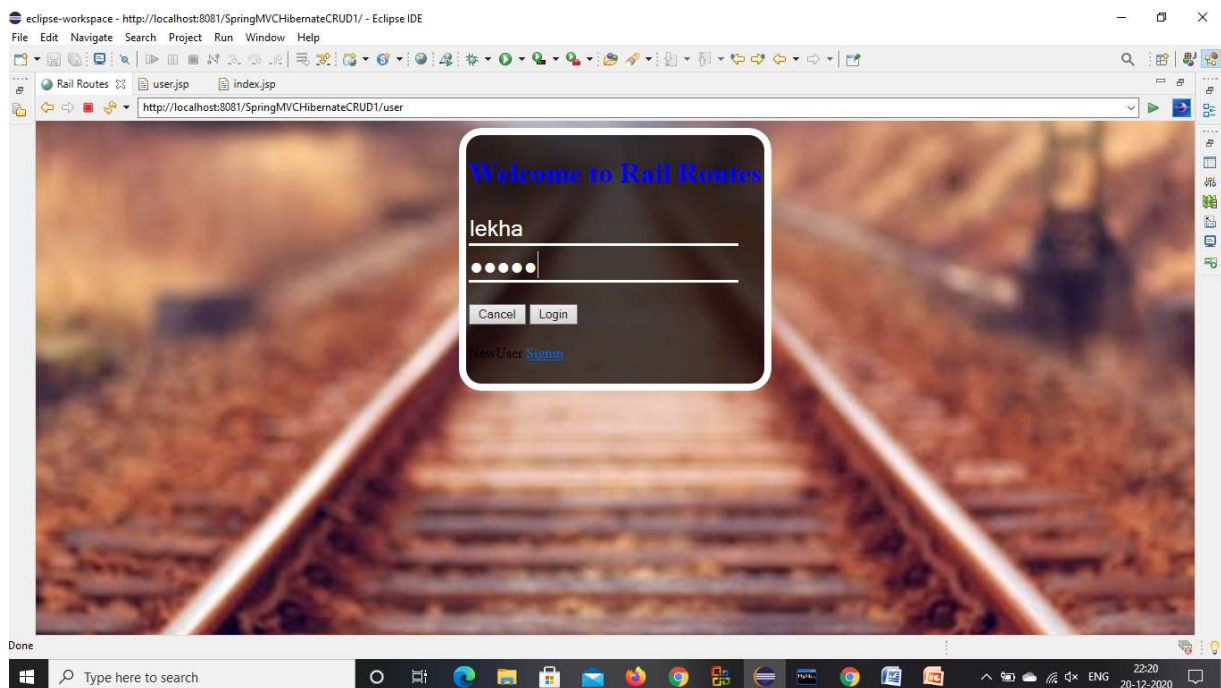 eclipse-workspace - http://localhost:8081/SpringMVCHibernateCRUD1/ - Eclipse IDE
File Edit Navigate Search Project Run Window Help
Rail Routes user.jsp index.jsp
http://localhost:8081/SpringMVCHibernateCRUD1/user
Welcome to Rail Routes
lekha
●●●●●
Cancel Login
NewUser Signin
Done
Type here to search
ENG
22:20
20-12-2020